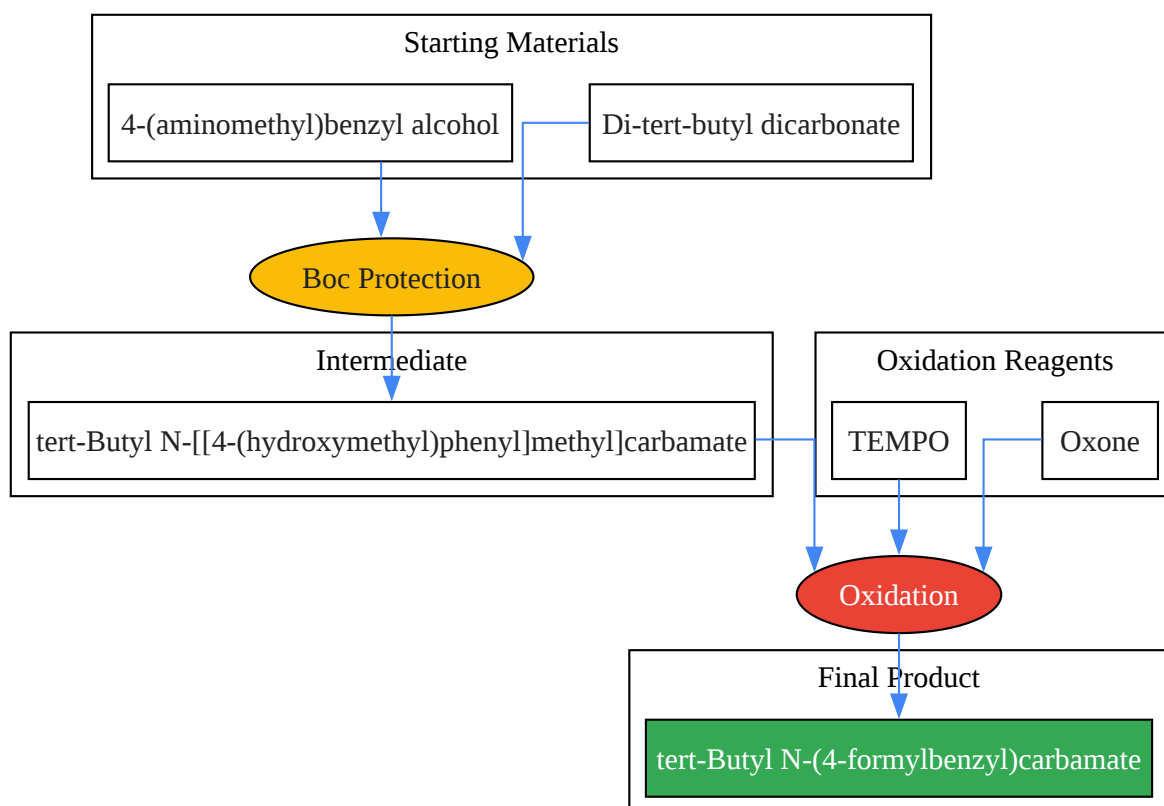 Starting Materials
4-(aminomethyl)benzyl alcohol
Di-tert-butyl dicarbonate
Boc Protection
Intermediate
tert-Butyl N-[[4-(hydroxymethyl)phenyl]methyl]carbamate
Oxidation Reagents
TEMPO
Oxone
Oxidation
Final Product
tert-Butyl N-(4-formylbenzyl)carbamate